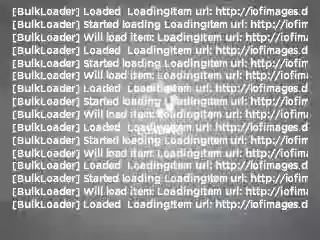 [BulkLoader] Loaded LoadingItem url: http://iofimages.d
[BulkLoader] Started loading LoadingItem url: http://iofim
[BulkLoader] Will load item: LoadingItem url: http://iofima
[BulkLoader] Loaded LoadingItem url: http://iofimages.d
[BulkLoader] Started loading LoadingItem url: http://iofim
[BulkLoader] Will load item: LoadingItem url: http://iofima
[BulkLoader] Loaded LoadingItem url: http://iofimages.d
[BulkLoader] Started loading LoadingItem url: http://iofim
[BulkLoader] Will load item: LoadingItem url: http://iofima
[BulkLoader] Loaded LoadingItem url: http://iofimages.d
[BulkLoader] Started loading LoadingItem url: http://iofim
[BulkLoader] Will load item: LoadingItem url: http://iofima
[BulkLoader] Loaded LoadingItem url: http://iofimages.d
[BulkLoader] Started loading LoadingItem url: http://iofim
[BulkLoader] Will load item: LoadingItem url: http://iofima
[BulkLoader] Loaded LoadingItem url: http://iofimages.d